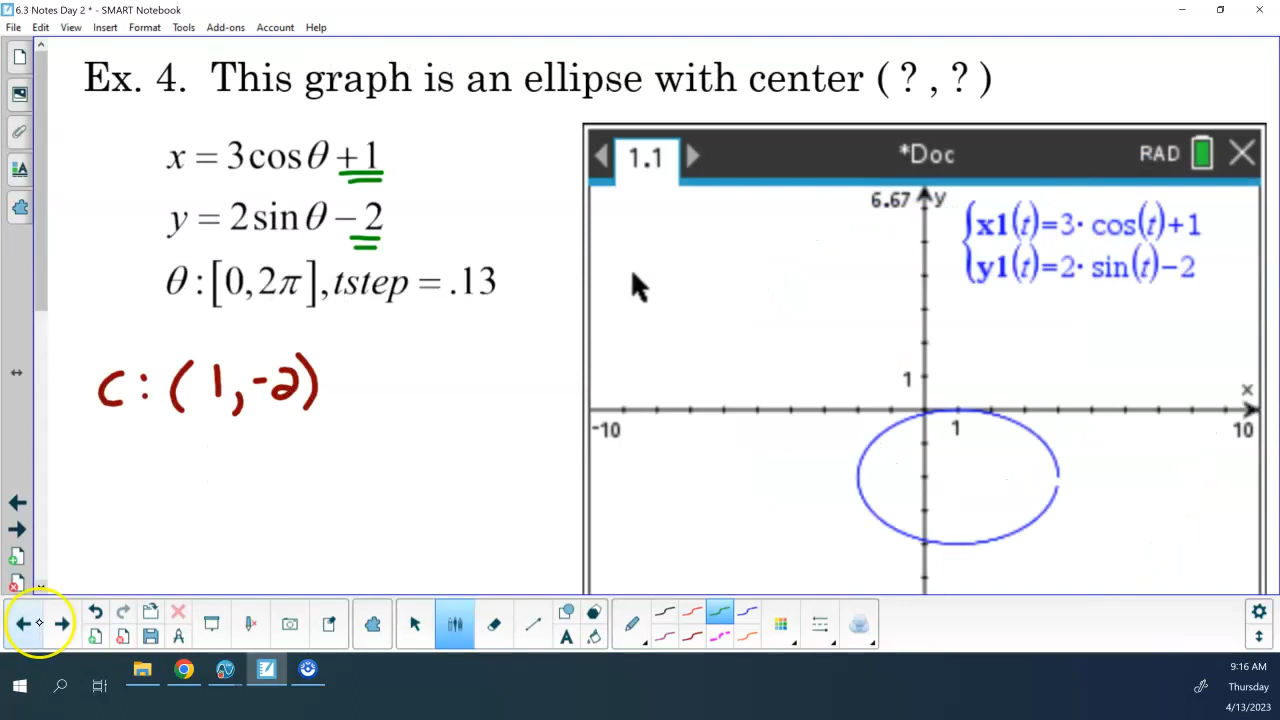 6.3 Notes Day 2 * - SMART Notebook
File Edit View Insert Format Tools Add-ons Account Help
Ex. 4. This graph is an ellipse with center ( ? , ? )
x = 3cosθ +1
y = 2sinθ − 2
θ : [0,2π], tstep = .13
C : ( 1, -2)
1.1 *Doc RAD
6.67 y
x1(t)=3· cos(t)+1
y1(t)=2· sin(t)−2
1
x
-10 1 10
A
9:16 AM
Thursday
4/13/2023